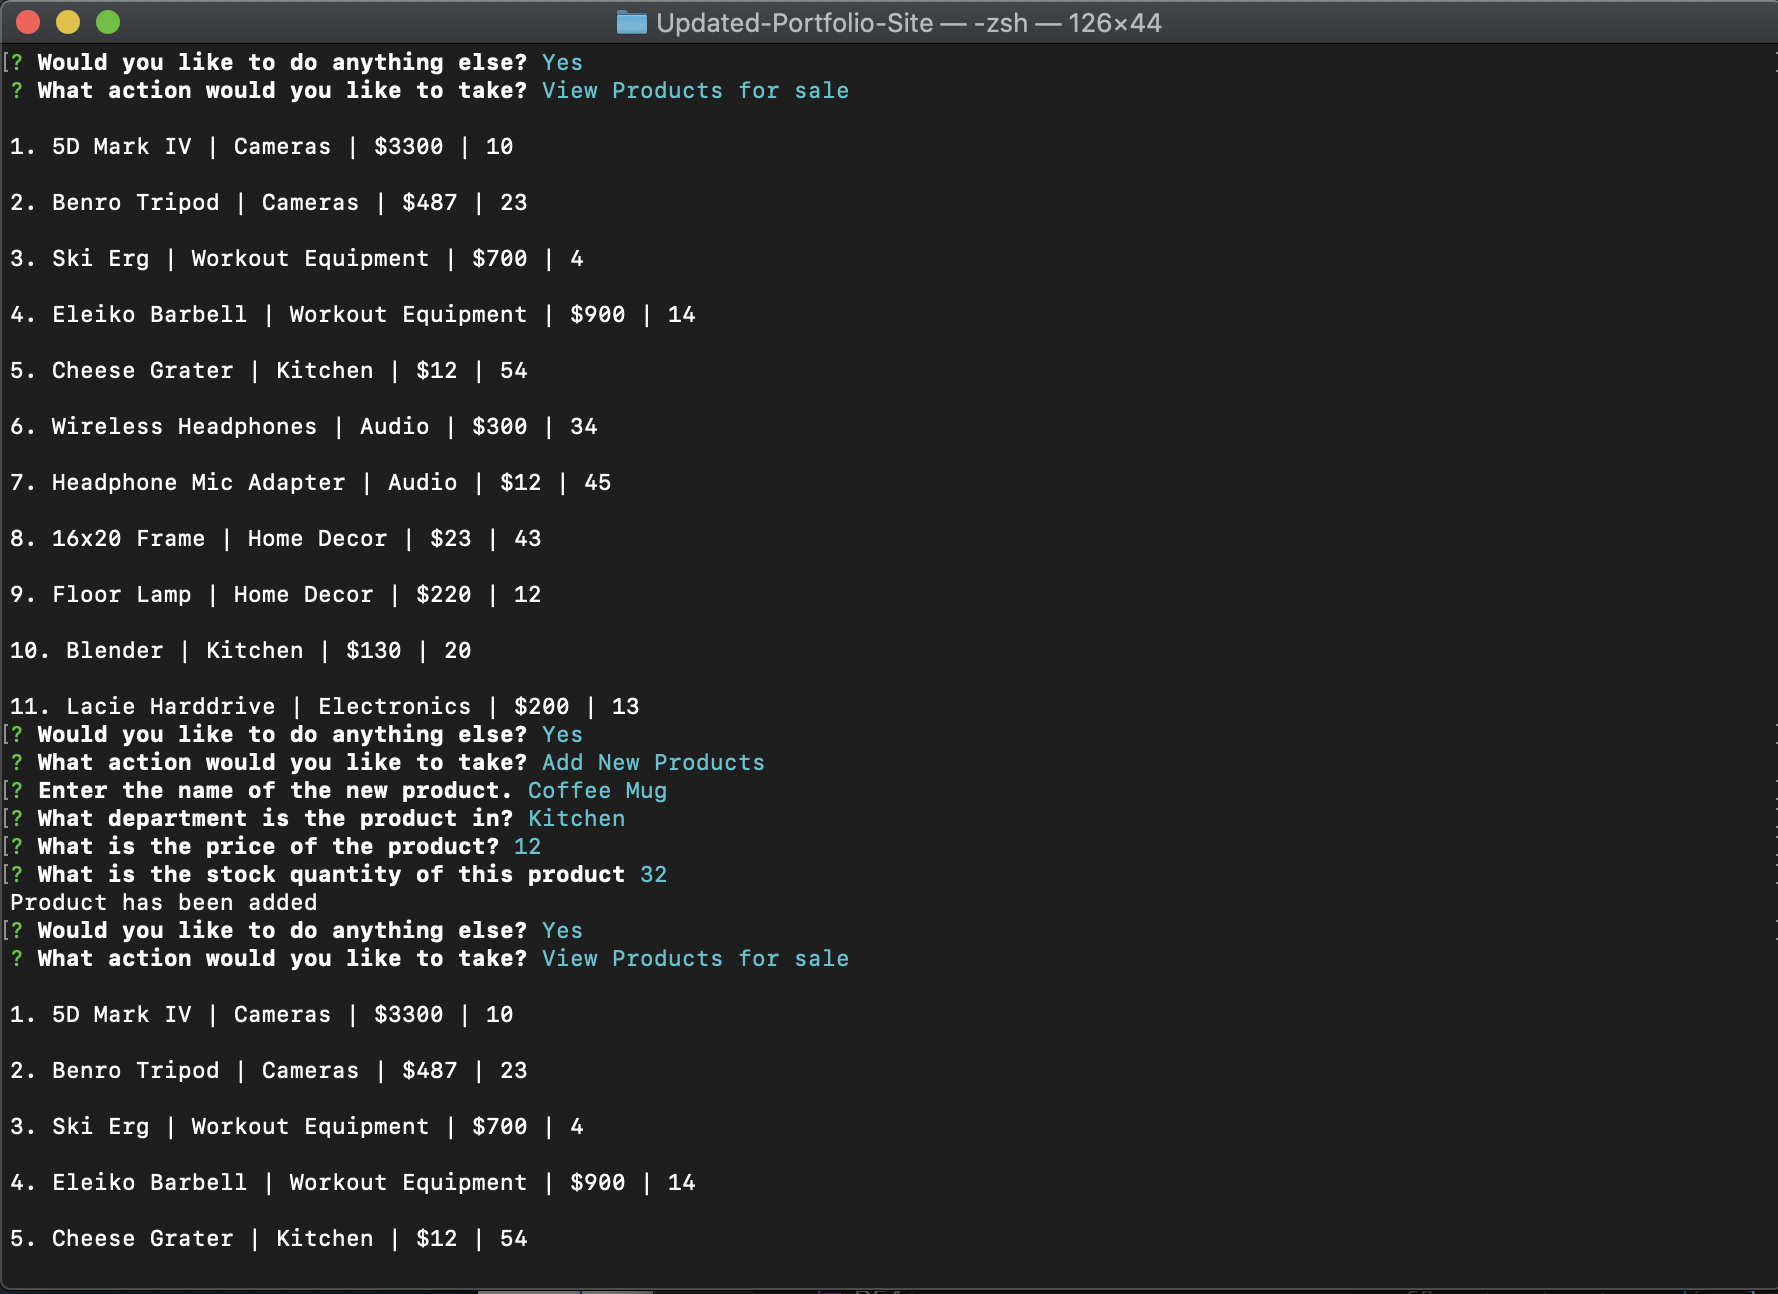 Updated-Portfolio-Site — -zsh — 126×44
[? Would you like to do anything else? Yes
? What action would you like to take? View Products for sale
1. 5D Mark IV | Cameras | $3300 | 10
2. Benro Tripod | Cameras | $487 | 23
3. Ski Erg | Workout Equipment | $700 | 4
4. Eleiko Barbell | Workout Equipment | $900 | 14
5. Cheese Grater | Kitchen | $12 | 54
6. Wireless Headphones | Audio | $300 | 34
7. Headphone Mic Adapter | Audio | $12 | 45
8. 16x20 Frame | Home Decor | $23 | 43
9. Floor Lamp | Home Decor | $220 | 12
10. Blender | Kitchen | $130 | 20
11. Lacie Harddrive | Electronics | $200 | 13
[? Would you like to do anything else? Yes
? What action would you like to take? Add New Products
[? Enter the name of the new product. Coffee Mug
[? What department is the product in? Kitchen
[? What is the price of the product? 12
[? What is the stock quantity of this product 32
Product has been added
[? Would you like to do anything else? Yes
? What action would you like to take? View Products for sale
1. 5D Mark IV | Cameras | $3300 | 10
2. Benro Tripod | Cameras | $487 | 23
3. Ski Erg | Workout Equipment | $700 | 4
4. Eleiko Barbell | Workout Equipment | $900 | 14
5. Cheese Grater | Kitchen | $12 | 54